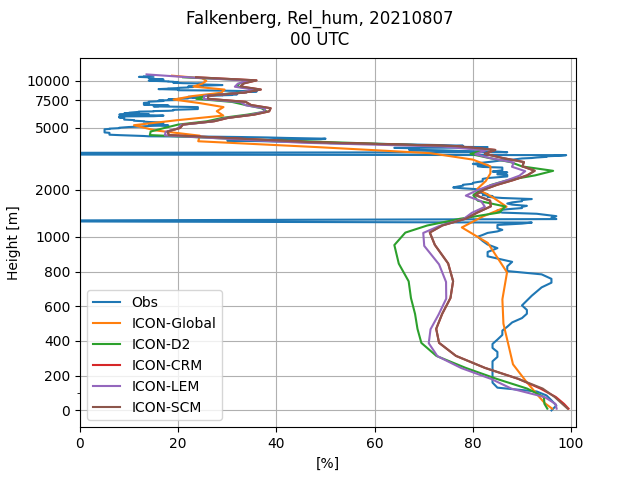 Falkenberg, Rel_hum, 20210807
00 UTC
10000
7500
5000
2000
1000
800
600
400
200
0
Height [m]
Obs
ICON-Global
ICON-D2
ICON-CRM
ICON-LEM
ICON-SCM
0 20 40 60 80 100
[%]